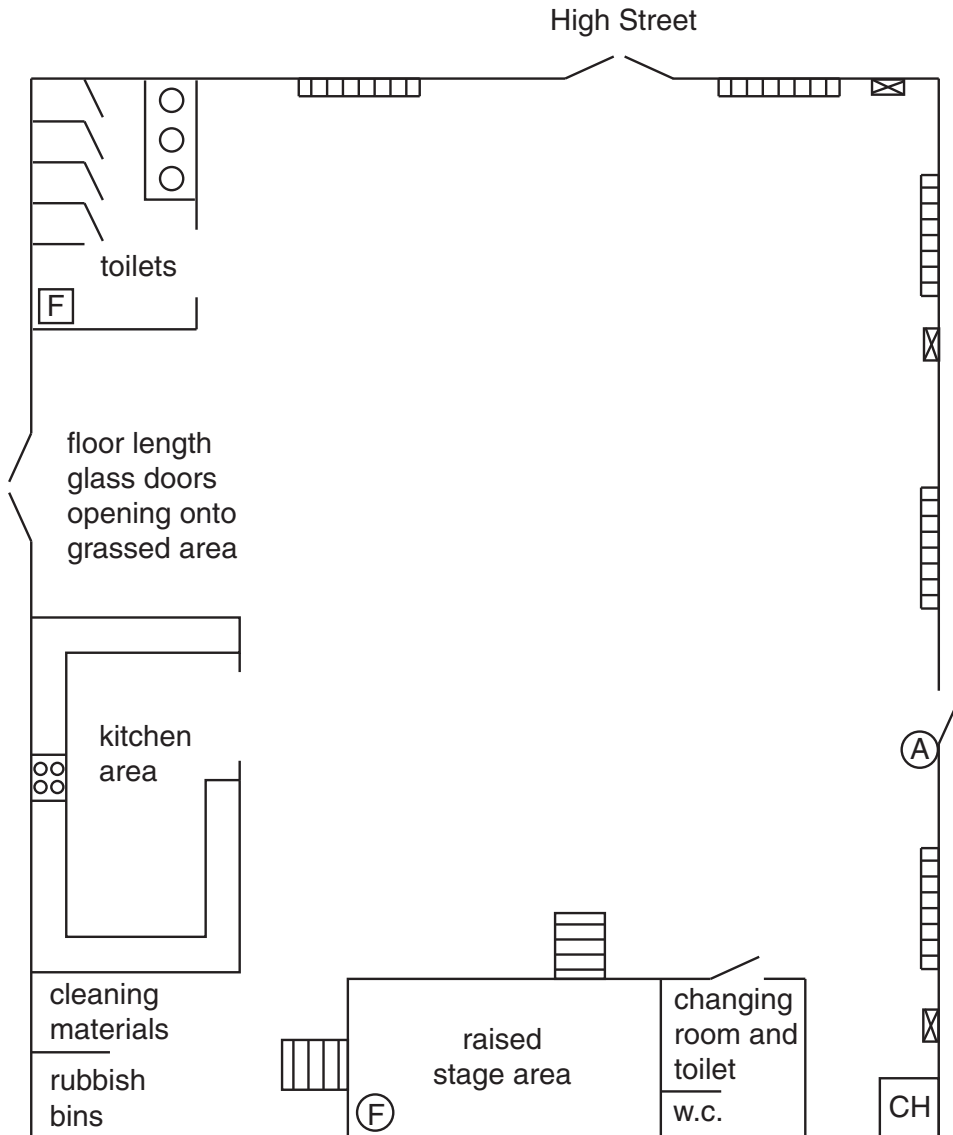 High Street
toilets
F
floor length
glass doors
opening onto
grassed area
kitchen
area
A
cleaning
materials
rubbish
bins
raised
stage area
F
changing
room and
toilet
w.c.
CH